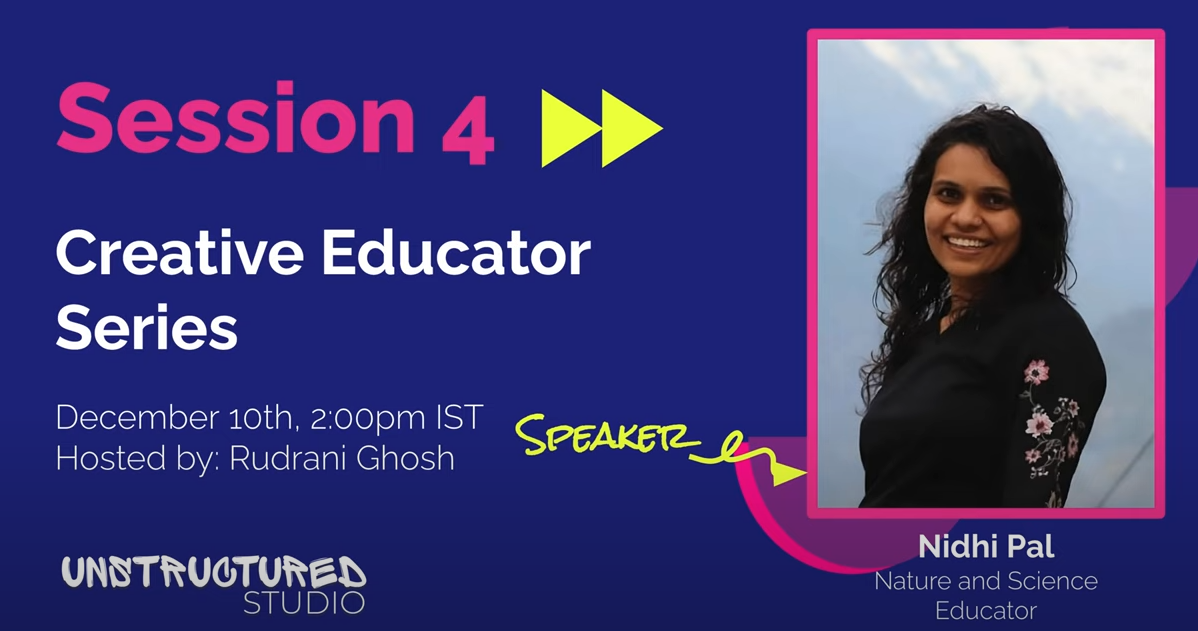 Session 4
Creative Educator
Series
December 10th, 2:00pm IST
Hosted by: Rudrani Ghosh
SPEAKER
UNSTRUCTURED
STUDIO
Nidhi Pal
Nature and Science
Educator